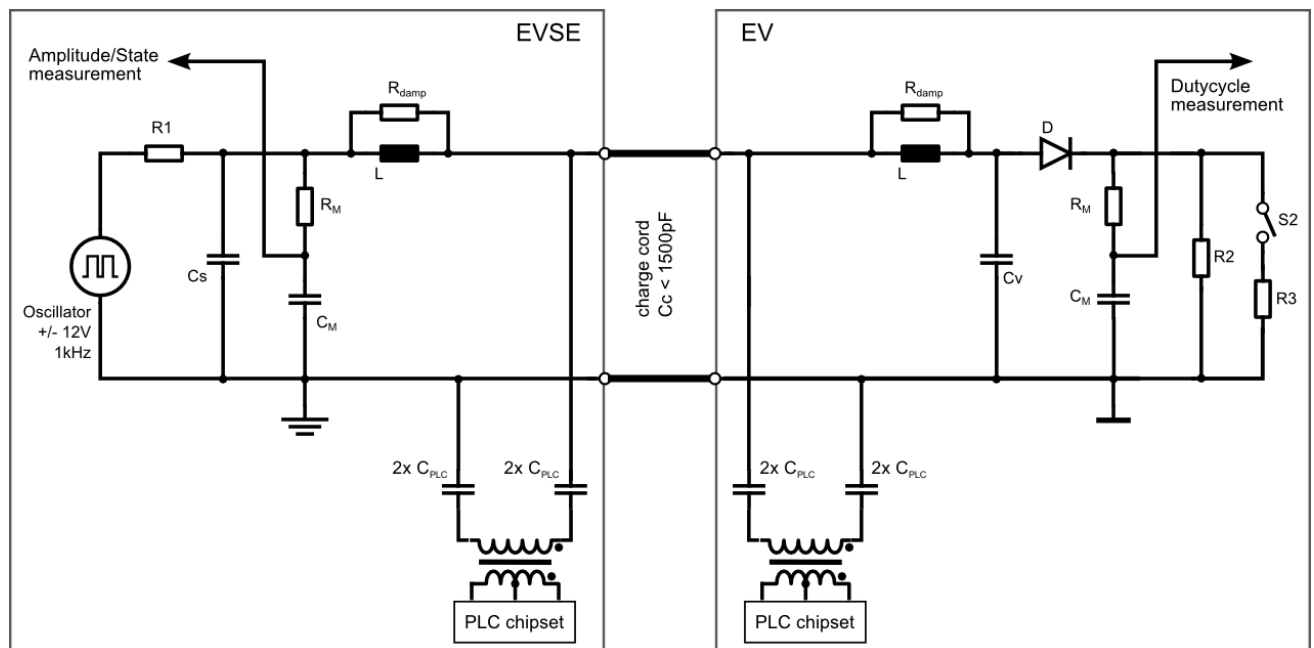 EVSE
Amplitude/State
measurement
R1
Rdamp
L
RM
Cs
CM
Oscillator
+/- 12V
1kHz
2x CPLC
2x CPLC
PLC chipset
charge cord
Cc < 1500pF
EV
Rdamp
L
D
Dutycycle
measurement
RM
Cv
CM
R2
S2
R3
2x CPLC
2x CPLC
PLC chipset